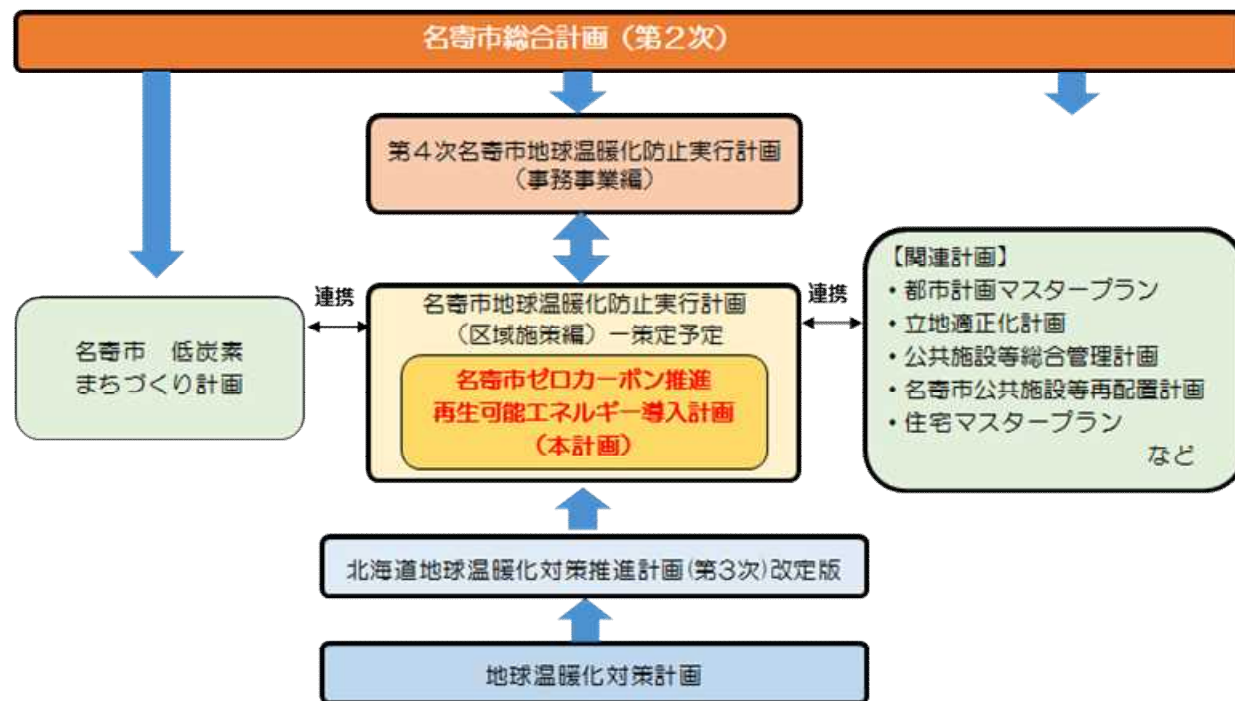 名寄市総合計画（第２次）
第４次名寄市地球温暖化防止実行計画
（事務事業編）
名寄市　低炭素
まちづくり計画
連携
名寄市地球温暖化防止実行計画
（区域施策編）―策定予定
名寄市ゼロカーボン推進
再生可能エネルギー導入計画
（本計画）
連携
【関連計画】
・都市計画マスタープラン
・立地適正化計画
・公共施設等総合管理計画
・名寄市公共施設等再配置計画
・住宅マスタープラン
など
北海道地球温暖化対策推進計画(第３次)改定版
地球温暖化対策計画